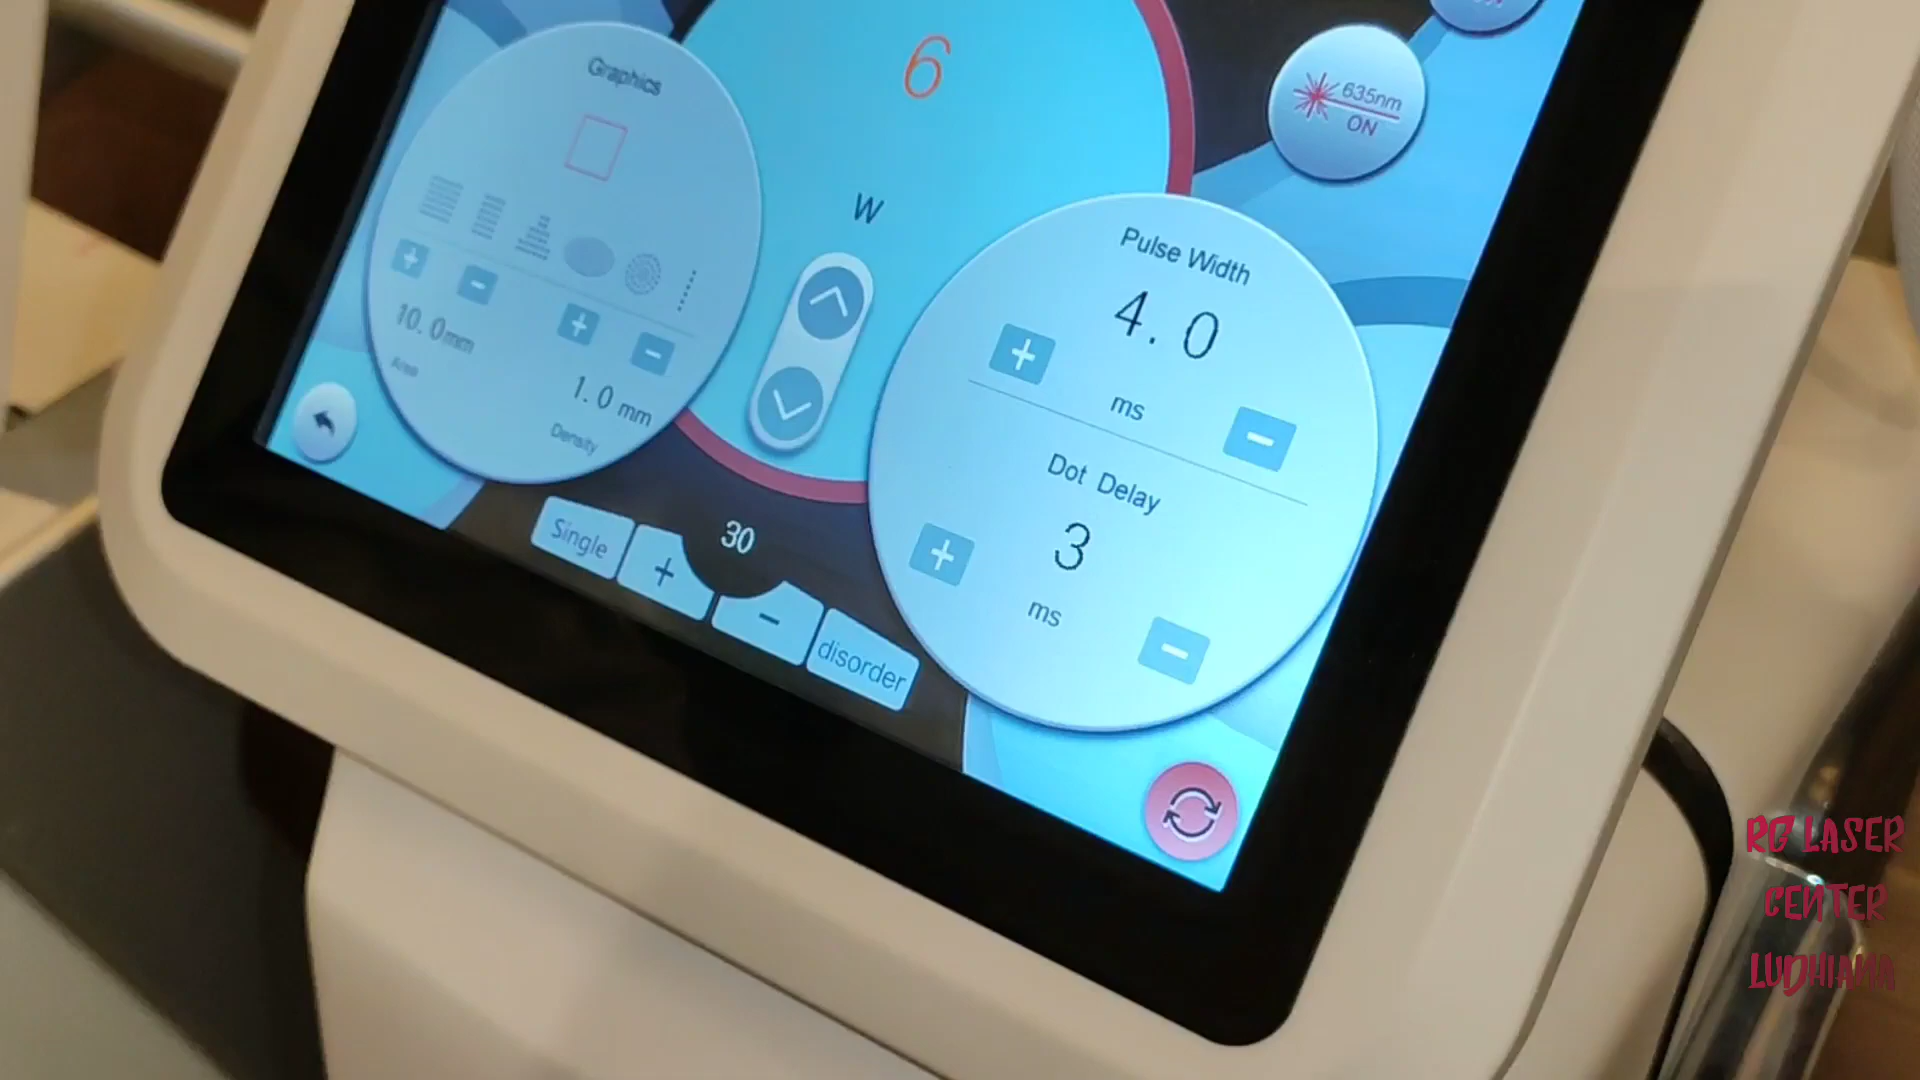 Graphics
10.0mm
Area
1.0 mm
Density
6
W
635nm
ON
Pulse Width
4.0
ms
Dot Delay
3
ms
Single
30
disorder
RG LASER
CENTER
LUDHIANA